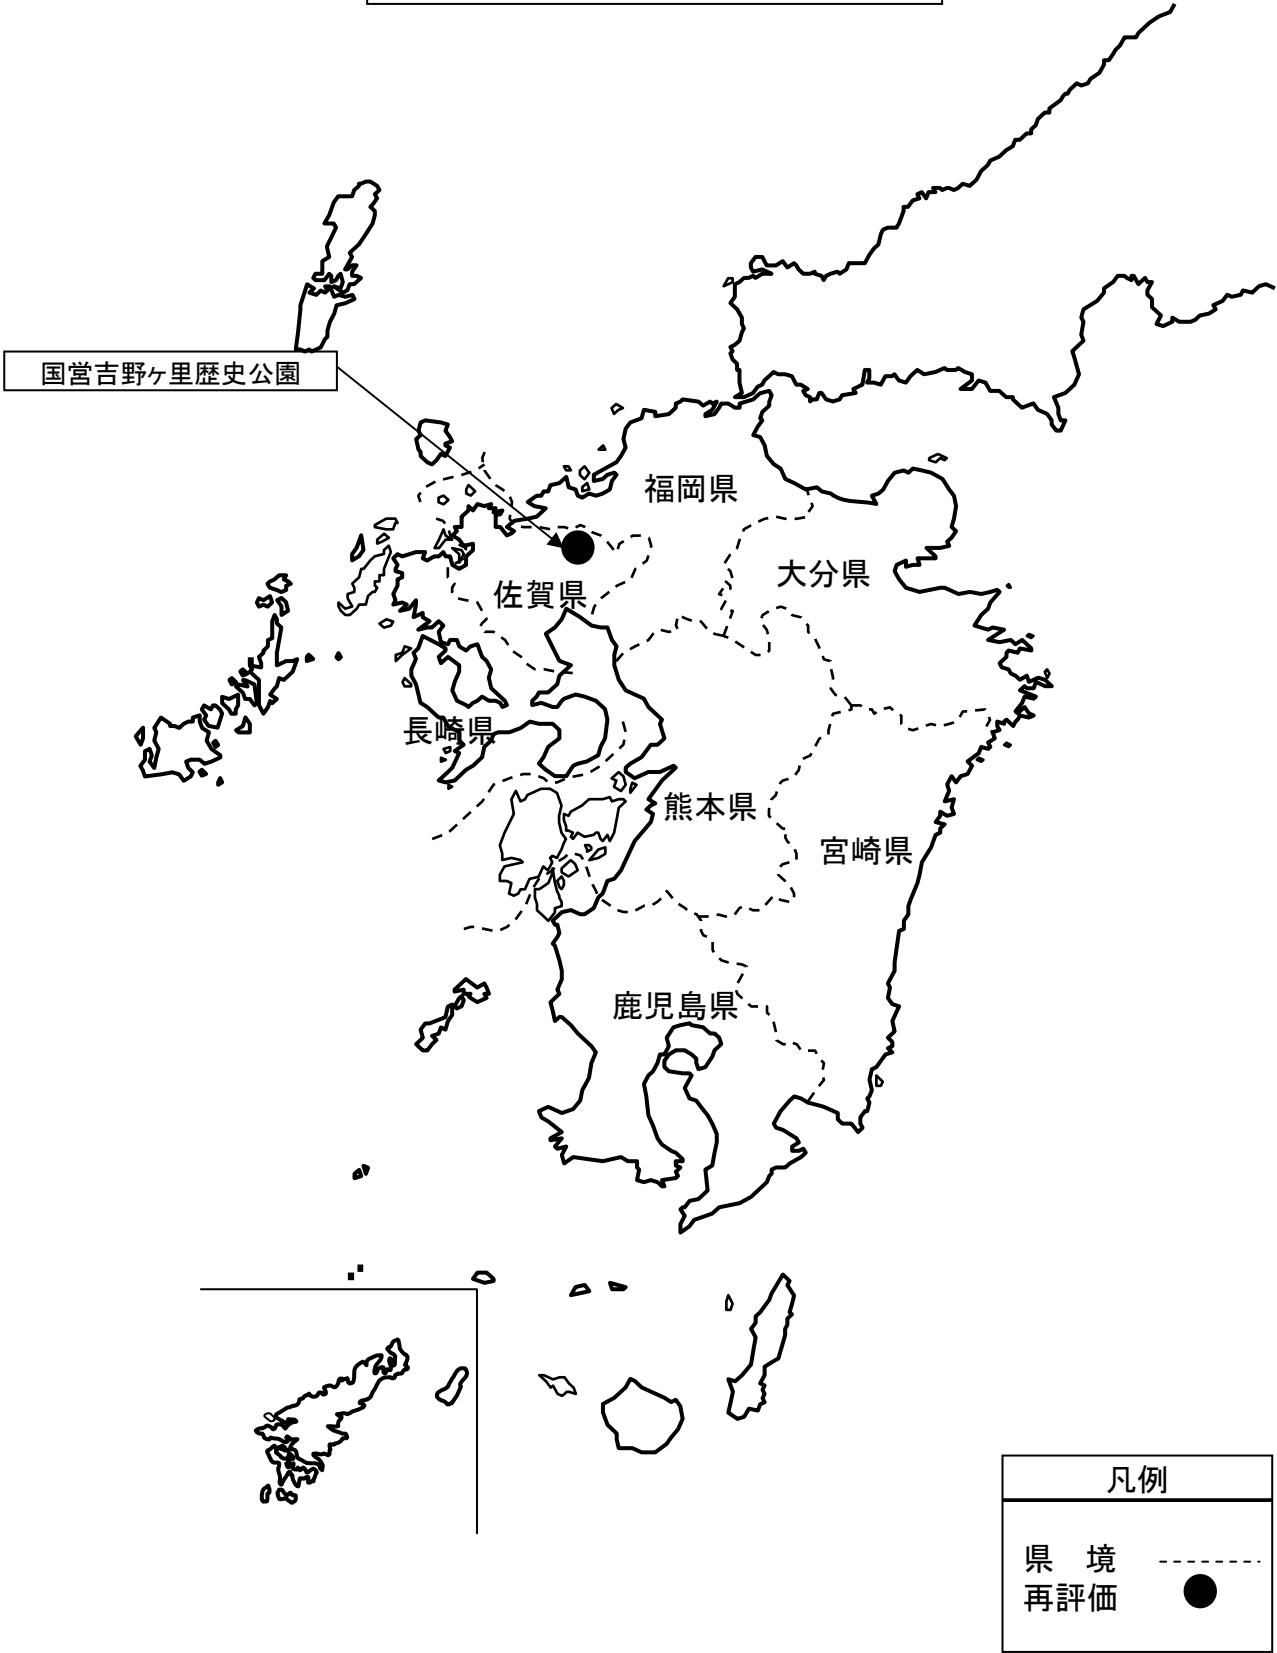 国営吉野ヶ里歴史公園
福岡県
大分県
佐賀県
長崎県
熊本県
宮崎県
鹿児島県
凡例
県　境
再評価